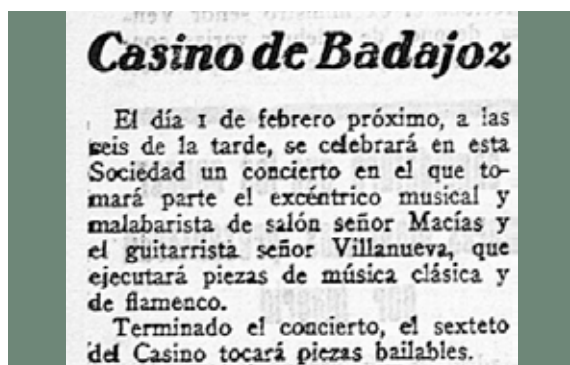 Casino de Badajoz
El día 1 de febrero próximo, a las
seis de la tarde, se celebrará en esta
Sociedad un concierto en el que to-
mará parte el excéntrico musical y
malabarista de salón señor Macías y
el guitarrista señor Villanueva, que
ejecutará piezas de música clásica y
de flamenco.
Terminado el concierto, el sexteto
del Casino tocará piezas bailables.